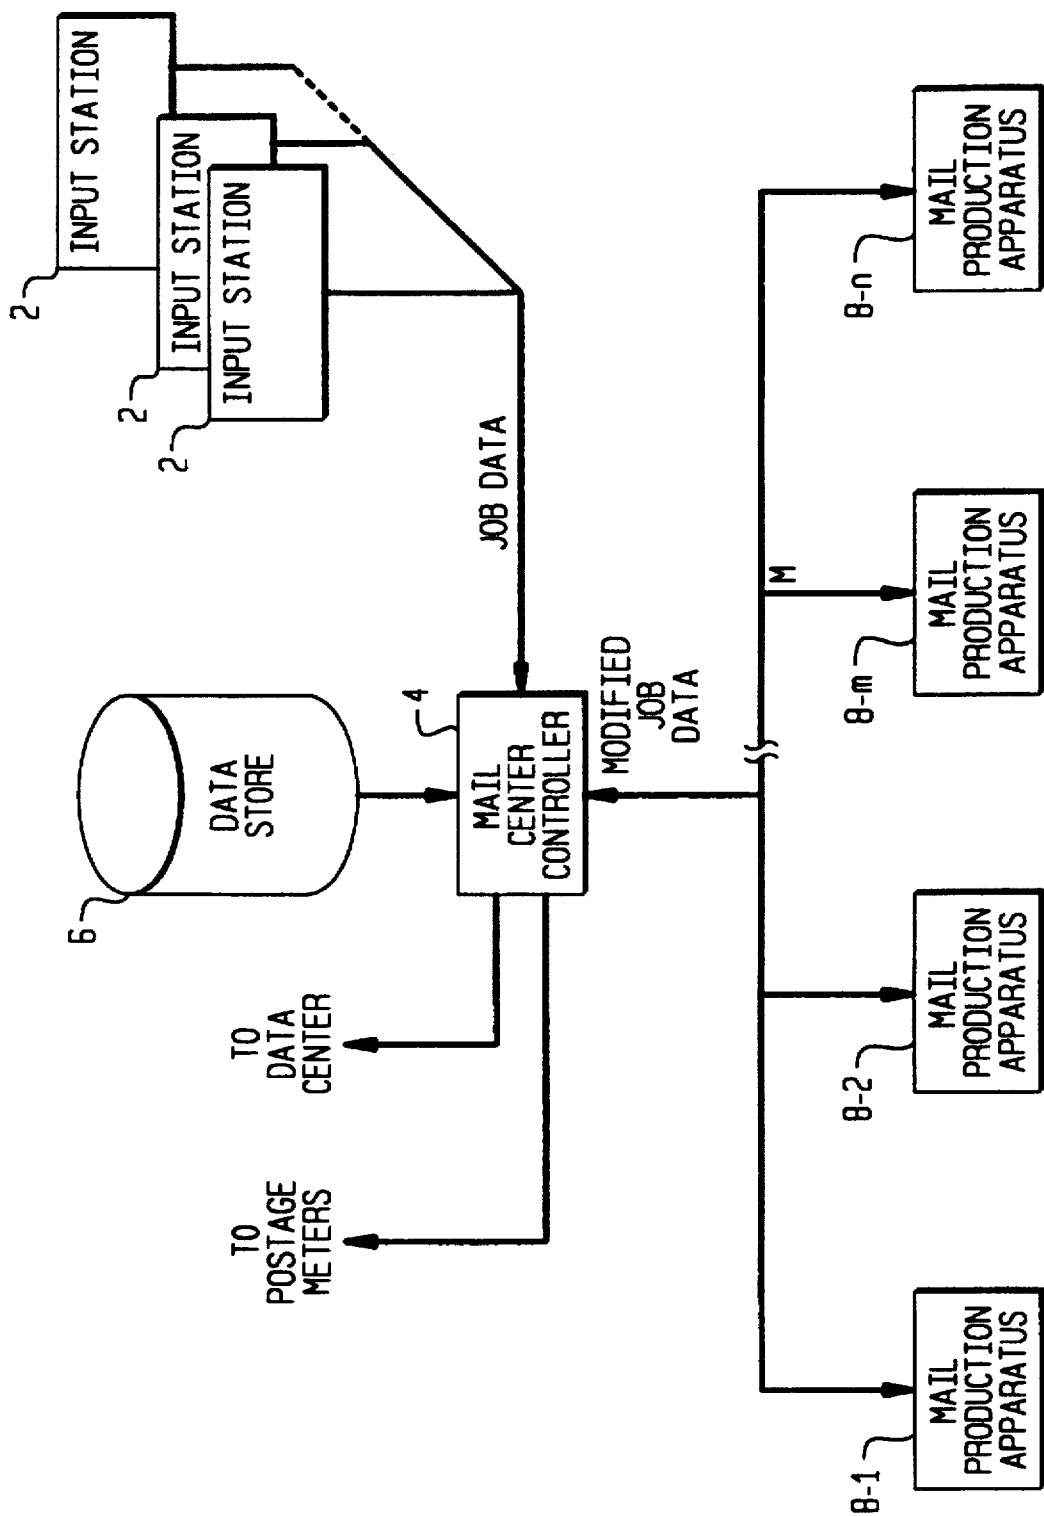 2
INPUT STATION
2
INPUT STATION
2
INPUT STATION
6
DATA
STORE
TO
DATA
CENTER
TO
POSTAGE
METERS
4
MAIL
CENTER
CONTROLLER
JOB DATA
MODIFIED
JOB
DATA
M
8-1
MAIL
PRODUCTION
APPARATUS
8-2
MAIL
PRODUCTION
APPARATUS
8-m
MAIL
PRODUCTION
APPARATUS
8-n
MAIL
PRODUCTION
APPARATUS